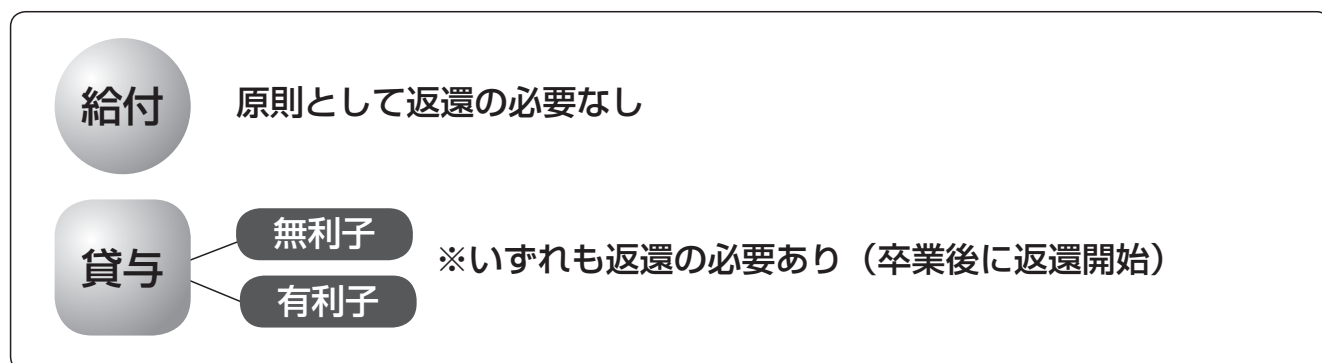 給付
原則として返還の必要なし
貸与
無利子
有利子
※いずれも返還の必要あり（卒業後に返還開始）